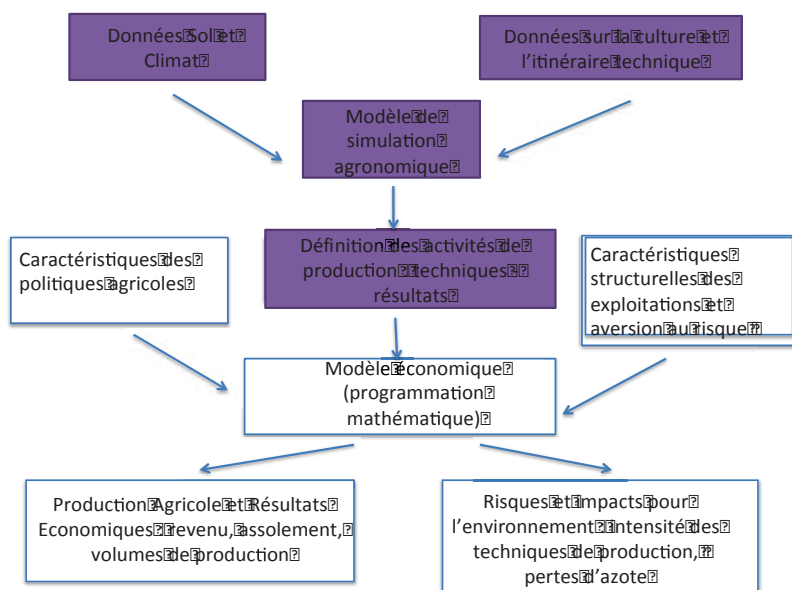 Données Sol et
Climat
Données sur la culture et
l’itinéraire technique
Modèle de
simulation
agronomique
Caractéristiques des
politiques agricoles
Définition des activités de
production techniques -
résultats
Caractéristiques
structurelles des
exploitations et
aversion au risque
Modèle économique
(programmation
mathématique)
Production Agricole et Résultats
Economiques revenu, assolement,
volumes de production
Risques et impacts pour
l’environnement intensité des
techniques de production,
pertes d’azote